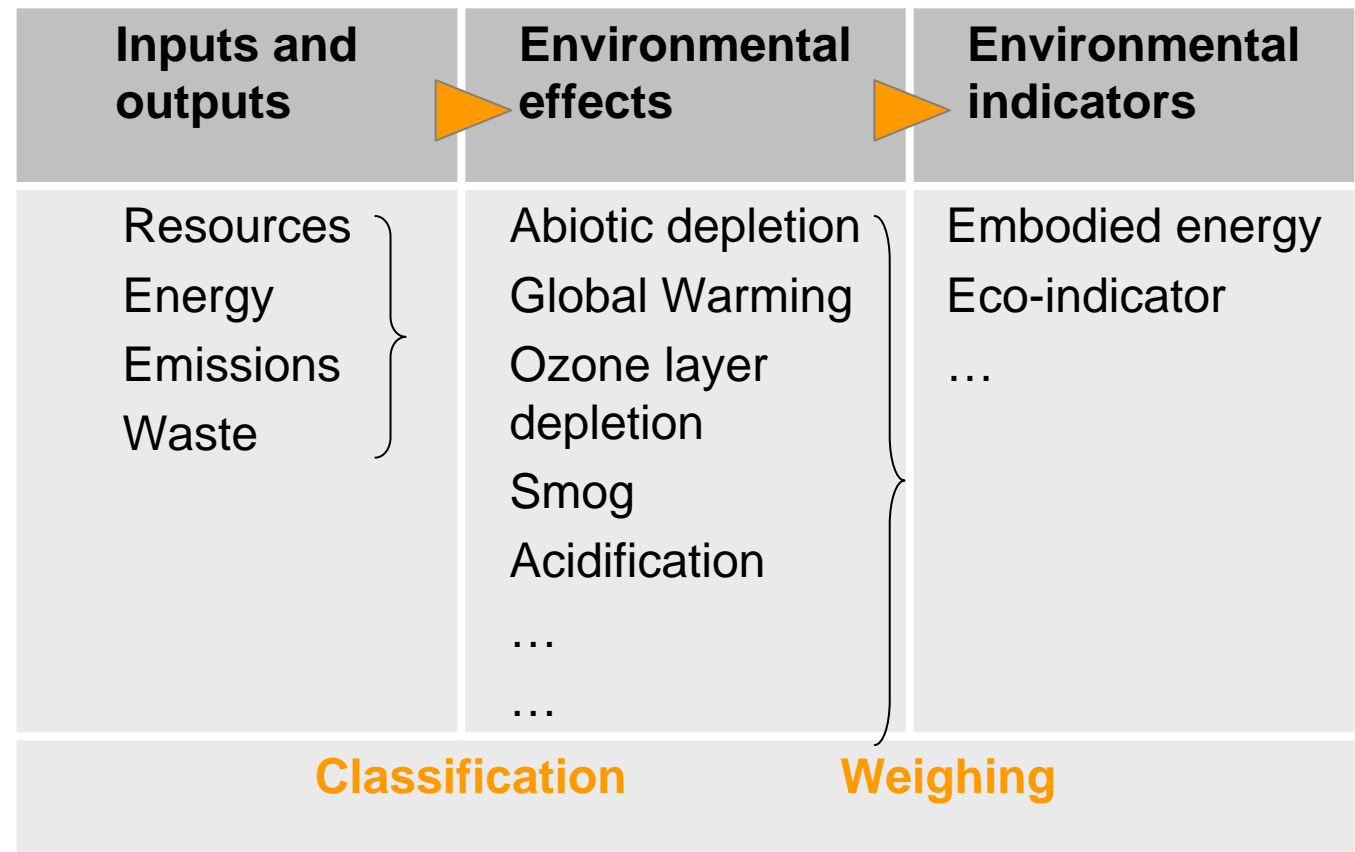 Inputs and
outputs
Environmental
effects
Environmental
indicators
Resources
Energy
Emissions
Waste
Abiotic depletion
Global Warming
Ozone layer
depletion
Smog
Acidification
…
…
Embodied energy
Eco-indicator
…
Classification
Weighing